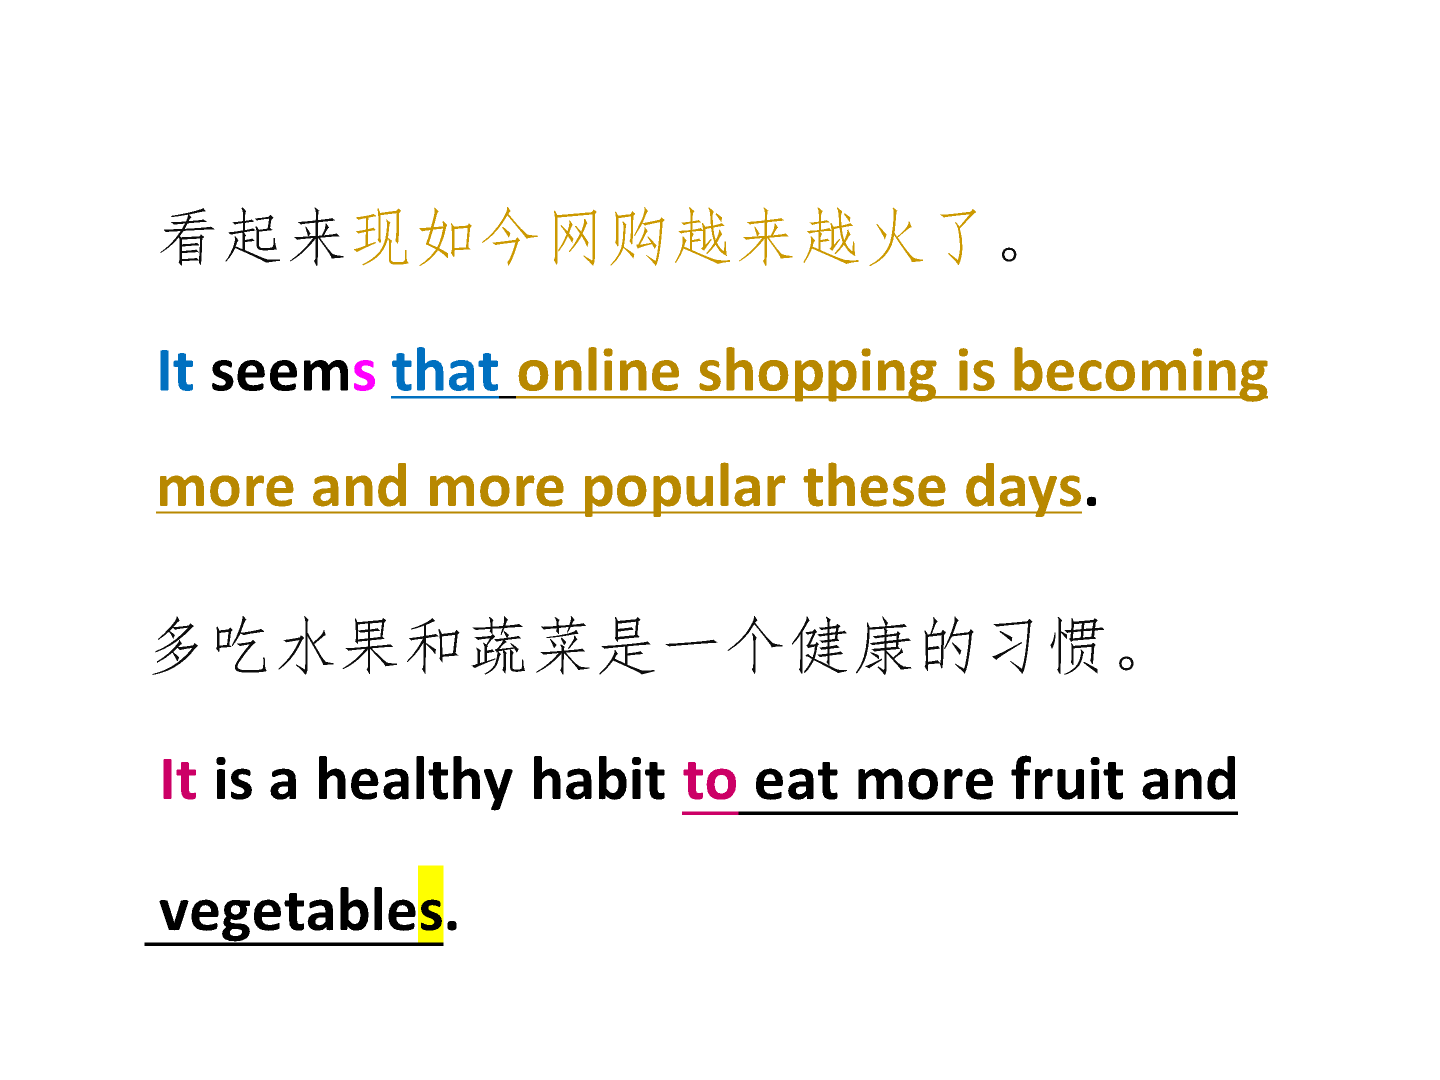 看起来现如今网购越来越火了。
It seems that online shopping is becoming
more and more popular these days.
多吃水果和蔬菜是一个健康的习惯。
It is a healthy habit to eat more fruit and
vegetables.